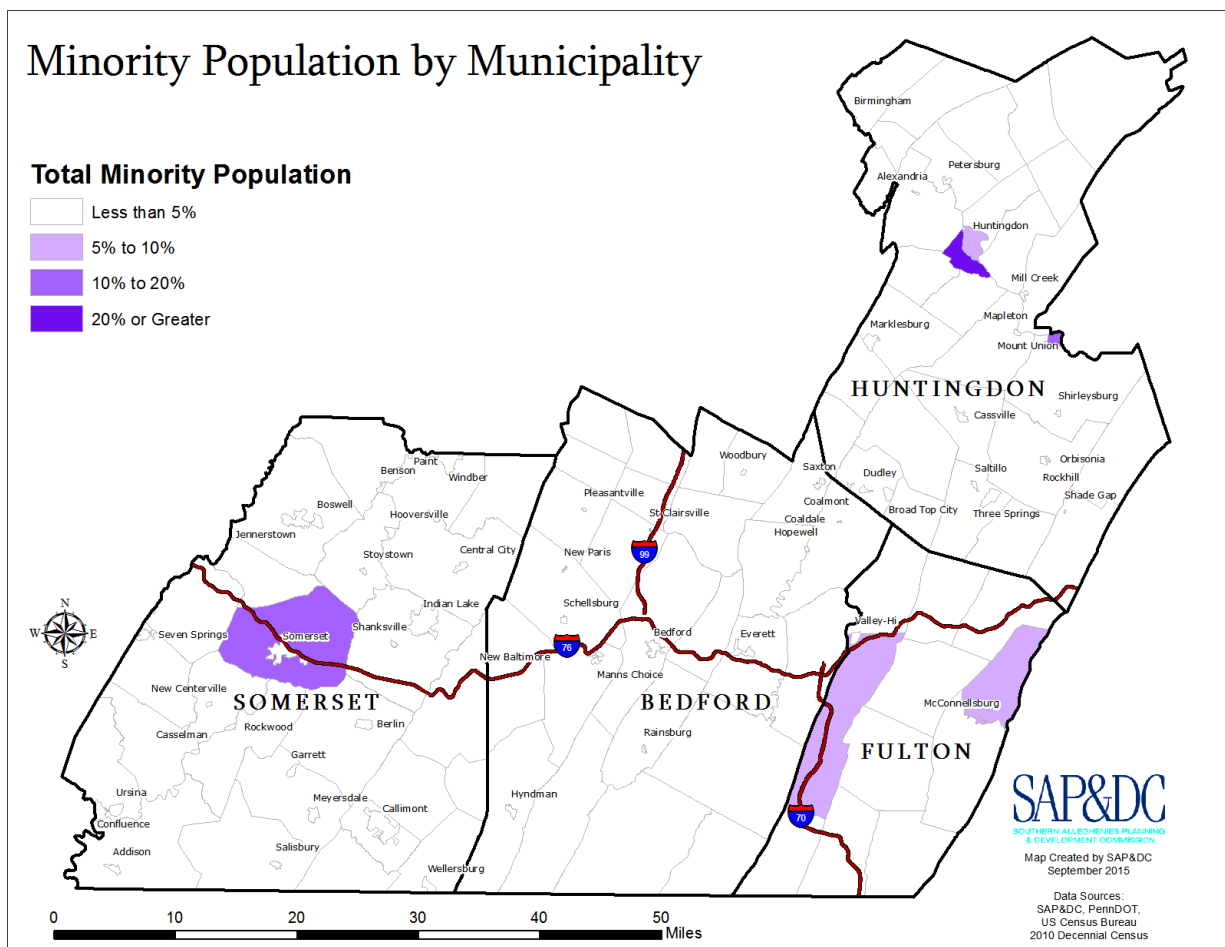 Minority Population by Municipality
Total Minority Population
Less than 5%
5% to 10%
10% to 20%
20% or Greater
Birmingham
Petersburg
Alexandria
Huntingdon
Mill Creek
Mapleton
Marklesburg
Mount Union
HUNTINGDON
Shirleysburg
Cassville
Orbisonia
Saltillo
Rockhill
Shade Gap
Dudley
Broad Top City
Three Springs
Woodbury
Saxton
Coalmont
Coaldale
Hopewell
Pleasantville
St Clairsville
New Paris
99
Schellsburg
Bedford
Everett
76
New Baltimore
Manns Choice
BEDFORD
Rainsburg
Hyndman
Paint
Benson
Windber
Boswell
Hooversville
Jennerstown
Stoystown
Central City
Indian Lake
Shanksville
Seven Springs
Somerset
New Centerville
SOMERSET
Casselman
Rockwood
Berlin
Garrett
Ursina
Meyersdale
Callimont
Confluence
Addison
Salisbury
Wellersburg
Valley-Hi
McConnellsburg
FULTON
70
N
W
E
S
SAP&DC
SOUTHERN ALLEGHENIES PLANNING
& DEVELOPMENT COMMISSION
Map Created by SAP&DC
September 2015
Data Sources:
SAP&DC, PennDOT,
US Census Bureau
2010 Decennial Census
0 10 20 30 40 50
Miles